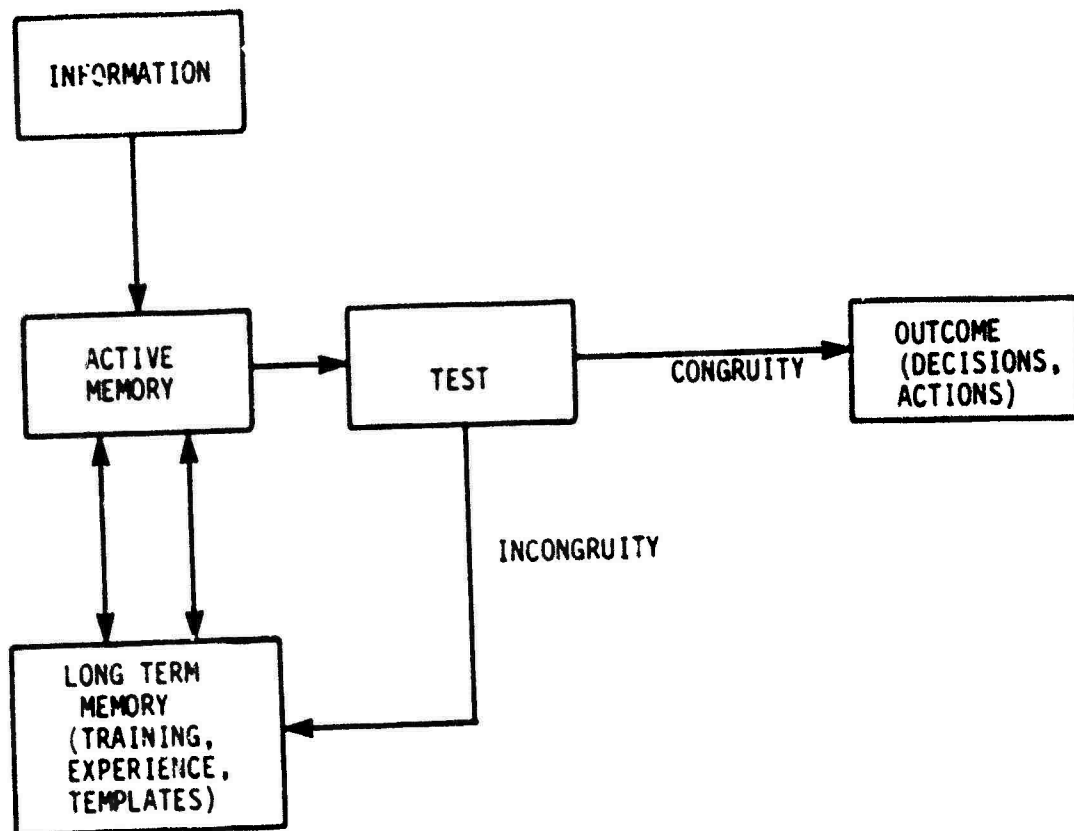 INFORMATION
ACTIVE
MEMORY
TEST
CONGRUITY
OUTCOME
(DECISIONS,
ACTIONS)
INCONGRUITY
LONG TERM
MEMORY
(TRAINING,
EXPERIENCE,
TEMPLATES)